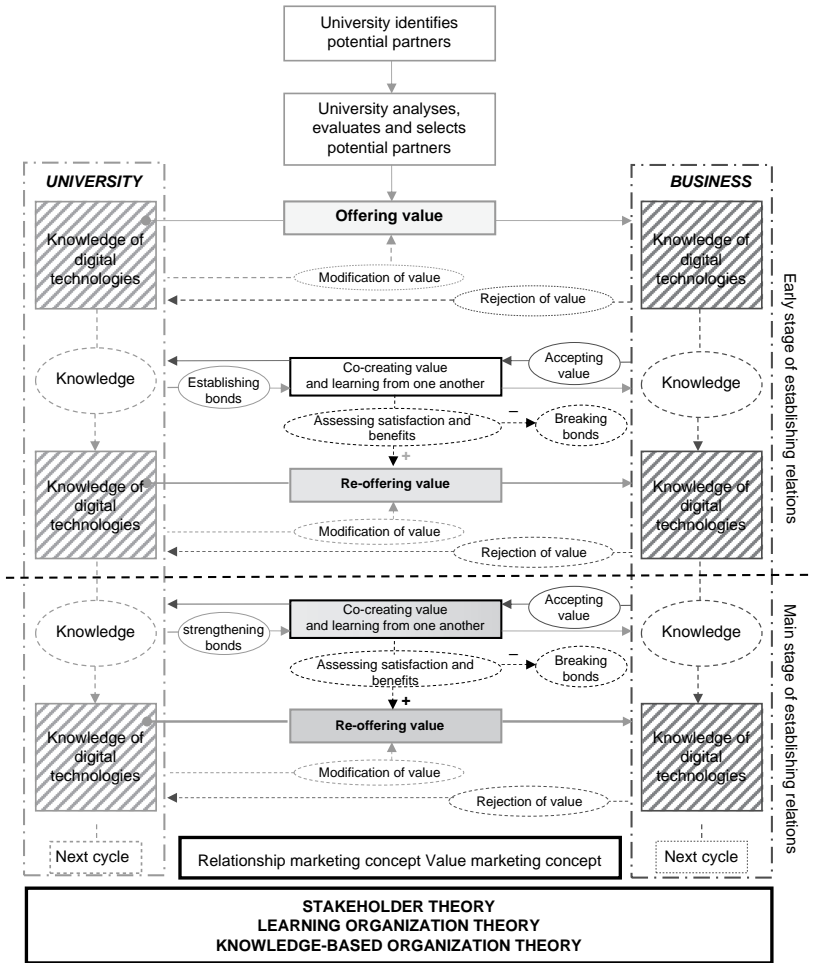 University identifies
potential partners
University analyses,
evaluates and selects
potential partners
UNIVERSITY
BUSINESS
Offering value
Knowledge of
digital
technologies
Knowledge of
digital
technologies
Modification of value
Rejection of value
Early stage of establishing relations
Knowledge
Establishing
bonds
Co-creating value
and learning from one another
Accepting
value
Knowledge
Assessing satisfaction and
benefits
–
Breaking
bonds
+
Knowledge of
digital
technologies
Re-offering value
Knowledge of
digital
technologies
Modification of value
Rejection of value
Main stage of establishing relations
Knowledge
strengthening
bonds
Co-creating value
and learning from one another
Accepting
value
Knowledge
Assessing satisfaction and
benefits
–
Breaking
bonds
+
Knowledge of
digital
technologies
Re-offering value
Knowledge of
digital
technologies
Modification of value
Rejection of value
Next cycle
Relationship marketing concept Value marketing concept
Next cycle
STAKEHOLDER THEORY
LEARNING ORGANIZATION THEORY
KNOWLEDGE-BASED ORGANIZATION THEORY